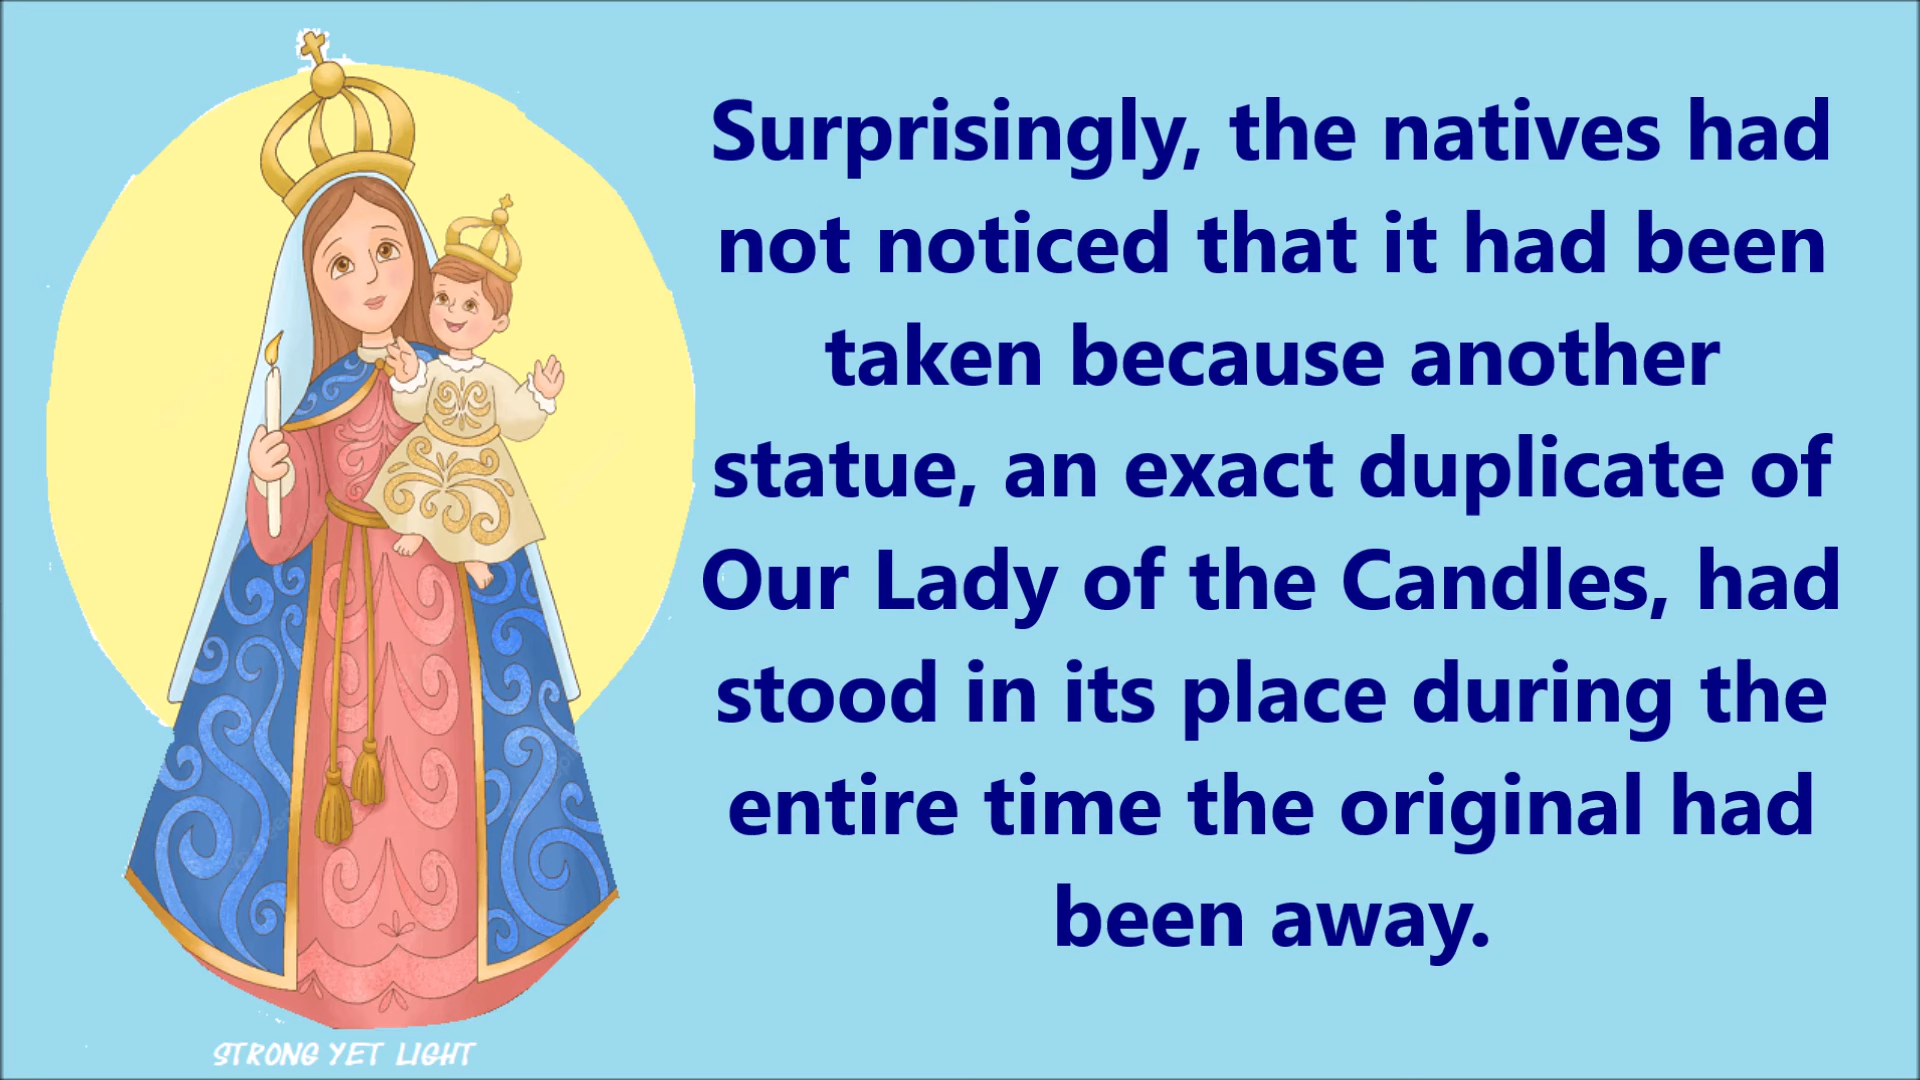 Surprisingly, the natives had
not noticed that it had been
taken because another
statue, an exact duplicate of
Our Lady of the Candles, had
stood in its place during the
entire time the original had
been away.
STRONG YET LIGHT